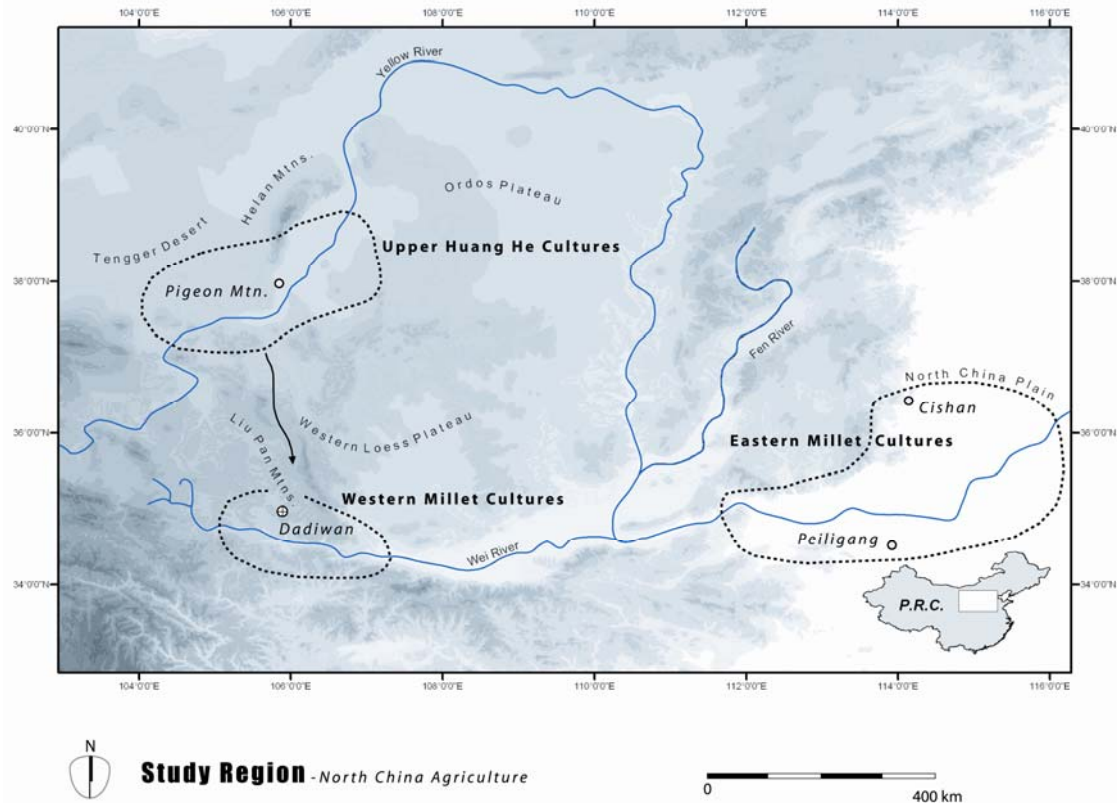 104°0'0"E 106°0'0"E 108°0'0"E 110°0'0"E 112°0'0"E 114°0'0"E 116°0'0"E
Yellow River
40°0'0"N 40°0'0"N
Helan Mtns.
Ordos Plateau
Tengger Desert
Upper Huang He Cultures
38°0'0"N 38°0'0"N
Pigeon Mtn.
Fen River
North China Plain
Cishan
Liu Pan Mtns.
Western Loess Plateau
36°0'0"N 36°0'0"N
Eastern Millet Cultures
Western Millet Cultures
Dadiwan
Peiligang
Wei River
34°0'0"N 34°0'0"N
P.R.C.
104°0'0"E 106°0'0"E 108°0'0"E 110°0'0"E 112°0'0"E 114°0'0"E 116°0'0"E
N
Study Region - North China Agriculture
0 400 km